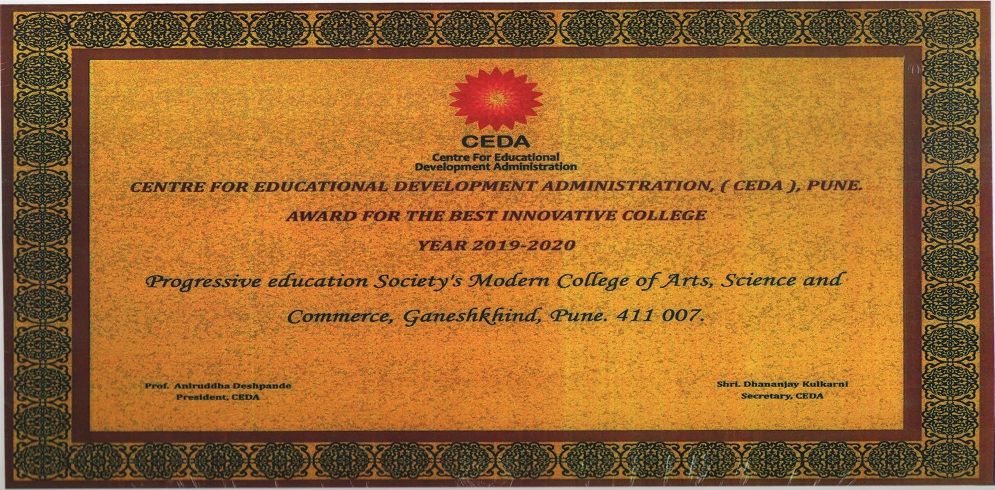 CEDA
Centre For Educational
Development Administration
CENTRE FOR EDUCATIONAL DEVELOPMENT ADMINISTRATION, ( CEDA ), PUNE.
AWARD FOR THE BEST INNOVATIVE COLLEGE
YEAR 2019-2020
Progressive education Society's Modern College of Arts, Science and
Commerce, Ganeshkhind, Pune. 411 007.
Prof. Aniruddha Deshpande
President, CEDA
Shri. Dhananjay Kulkarni
Secretary, CEDA